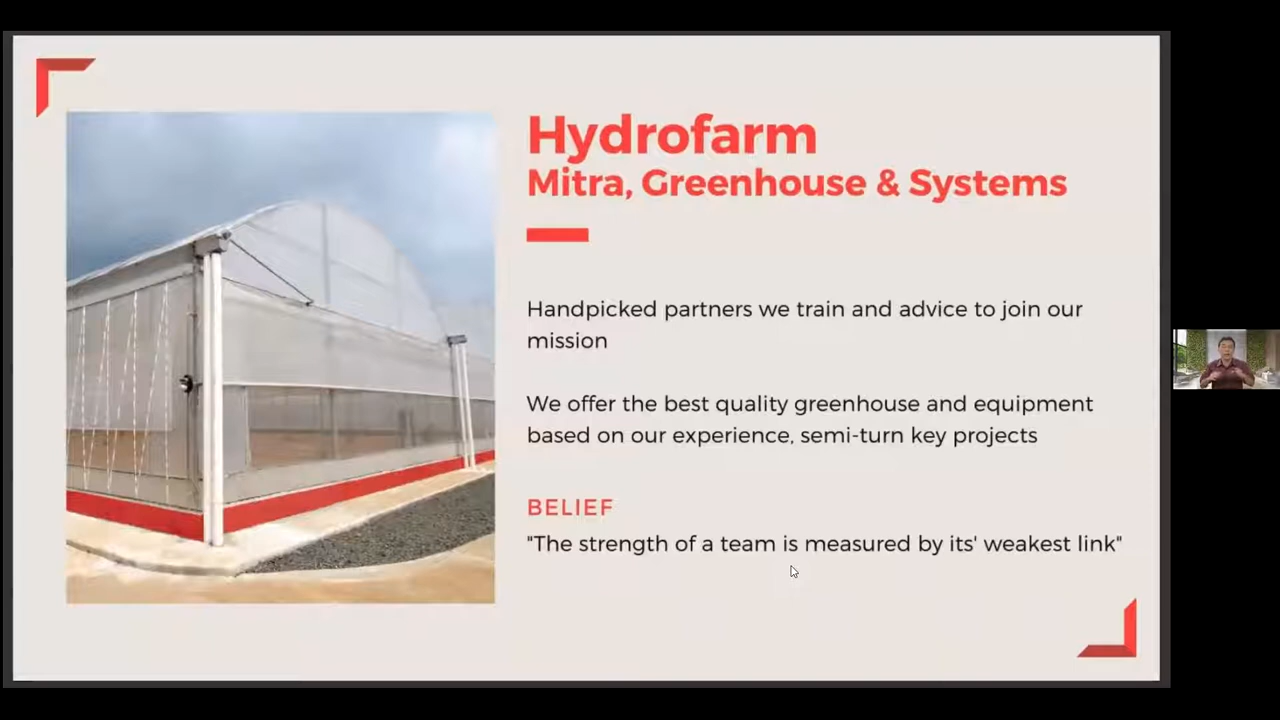 Hydrofarm
Mitra, Greenhouse & Systems
Handpicked partners we train and advice to join our
mission
We offer the best quality greenhouse and equipment
based on our experience, semi-turn key projects
BELIEF
"The strength of a team is measured by its' weakest link"